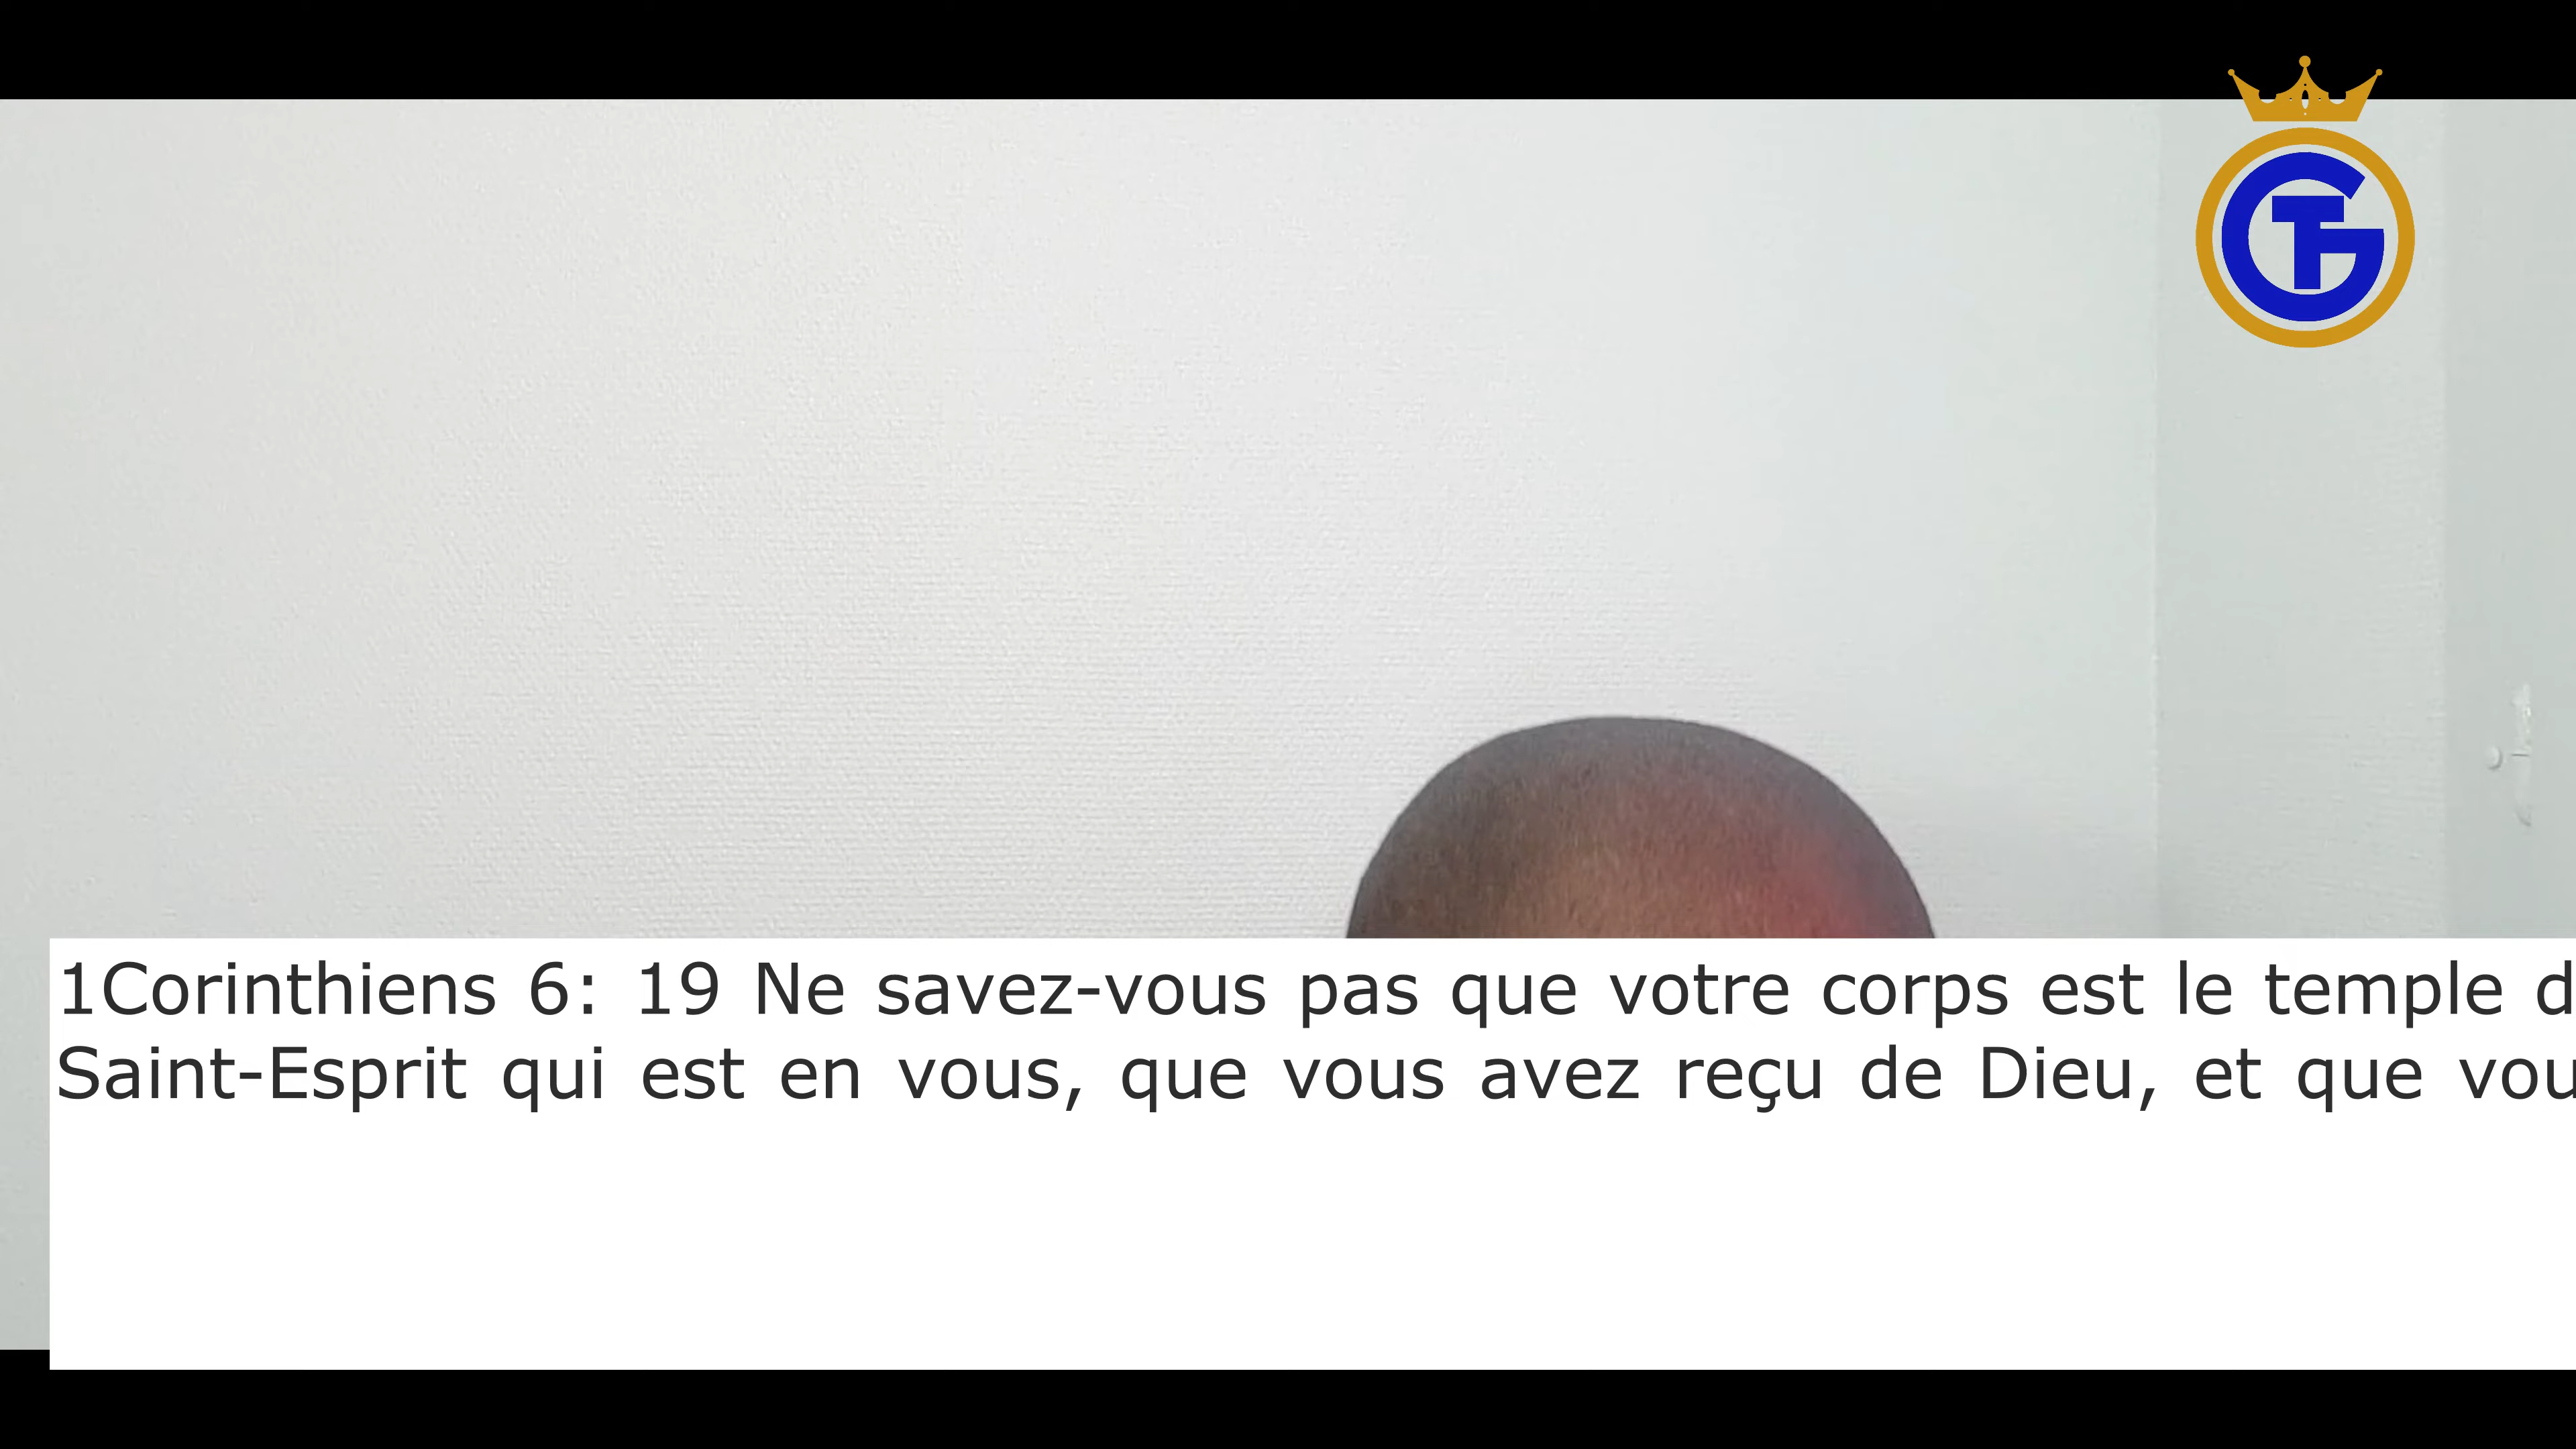 GT
1Corinthiens 6: 19 Ne savez-vous pas que votre corps est le temple
Saint-Esprit qui est en vous, que vous avez reçu de Dieu, et que